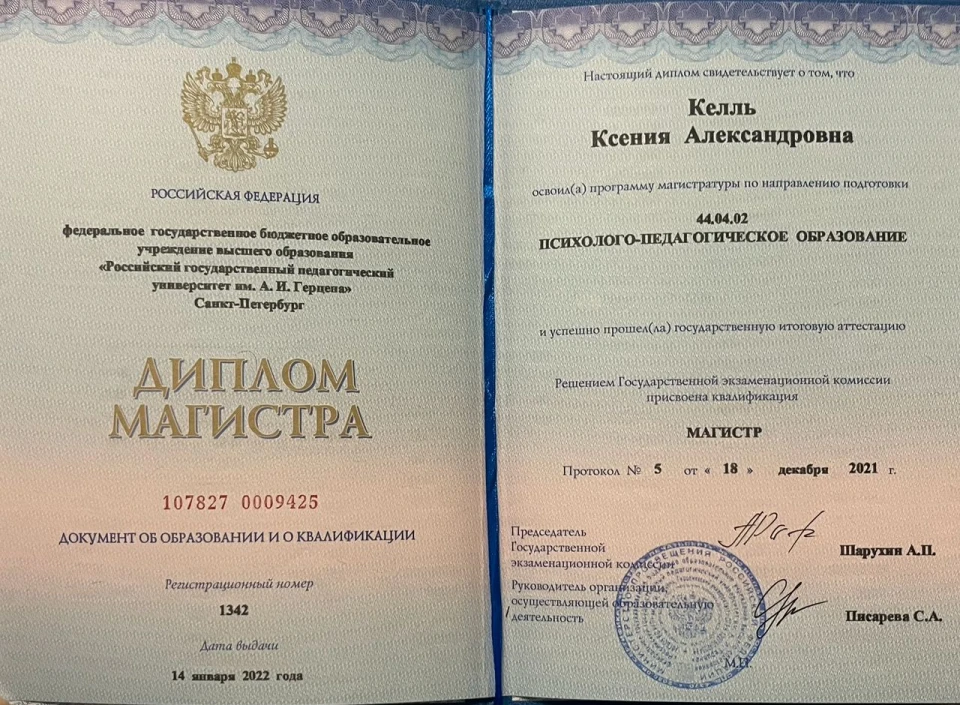 РОССИЙСКАЯ ФЕДЕРАЦИЯ
федеральное государственное бюджетное образовательное
учреждение высшего образования
«Российский государственный педагогический
университет им. А. И. Герцена»
Санкт-Петербург
ДИПЛОМ
МАГИСТРА
107827 0009425
ДОКУМЕНТ ОБ ОБРАЗОВАНИИ И О КВАЛИФИКАЦИИ
Регистрационный номер
1342
Дата выдачи
14 января 2022 года
Настоящий диплом свидетельствует о том, что
Келль
Ксения Александровна
освоил(а) программу магистратуры по направлению подготовки
44.04.02
ПСИХОЛОГО-ПЕДАГОГИЧЕСКОЕ ОБРАЗОВАНИЕ
и успешно прошел(ла) государственную итоговую аттестацию
Решением Государственной экзаменационной комиссии
присвоена квалификация
МАГИСТР
Протокол № 5 от « 18 » декабря 2021 г.
Председатель
Государственной
экзаменационной комиссии
Шарухин А.П.
Руководитель организации,
осуществляющей образовательную
деятельность
Писарева С.А.
М.П.